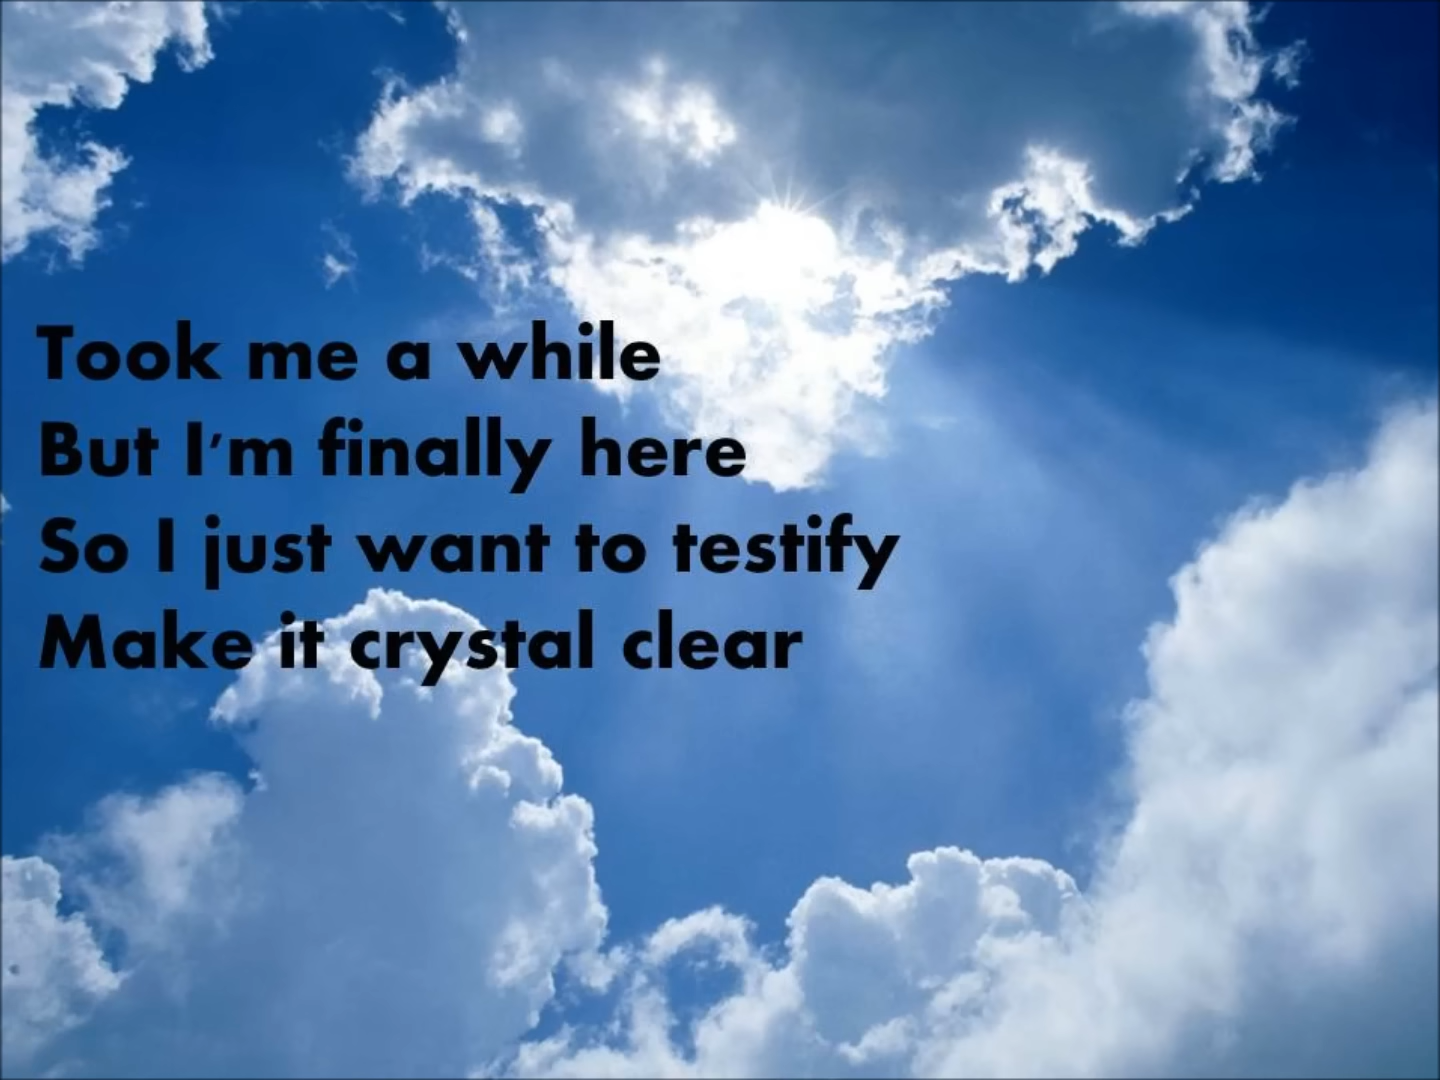 Took me a while
But I'm finally here
So I just want to testify
Make it crystal clear